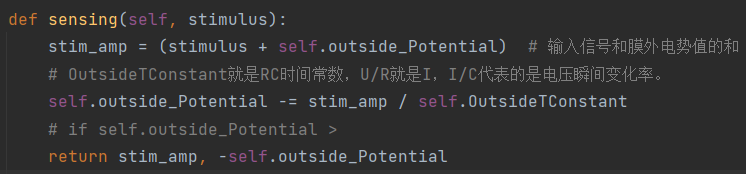 def sensing(self, stimulus):
    stim_amp = (stimulus + self.outside_Potential)  # 输入信号和膜外电势值的和
    # OutsideTConstant就是RC时间常数，U/R就是I，I/C代表的是电压瞬间变化率。
    self.outside_Potential -= stim_amp / self.OutsideTConstant
    # if self.outside_Potential >
    return stim_amp, -self.outside_Potential